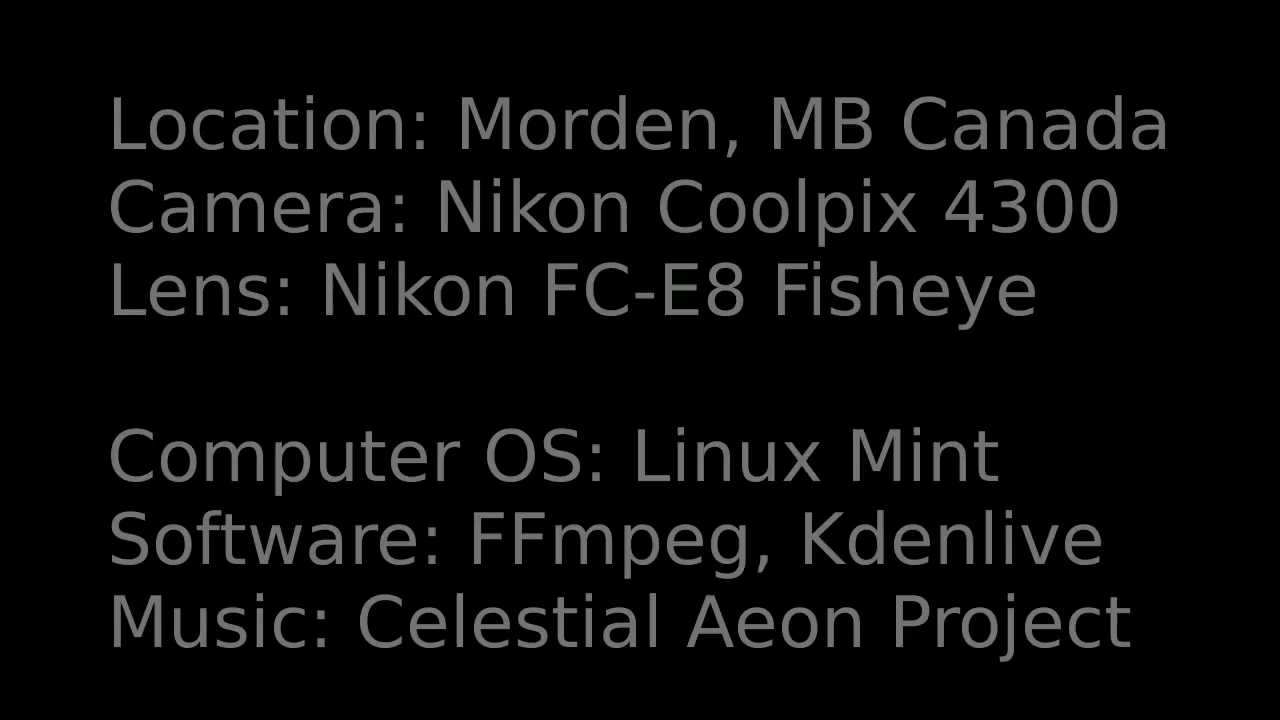 Location: Morden, MB Canada
Camera: Nikon Coolpix 4300
Lens: Nikon FC-E8 Fisheye
Computer OS: Linux Mint
Software: FFmpeg, Kdenlive
Music: Celestial Aeon Project